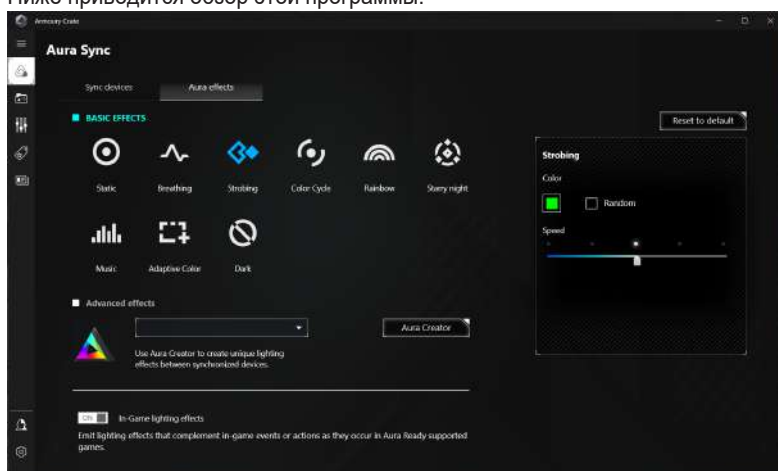 Ниже приводится обзор этой программы.
Armoury Crate
Aura Sync
Sync devices Aura effects
BASIC EFFECTS
Reset to default
Static Breathing Strobing Color Cycle Rainbow Starry night
Music Adaptive Color Dark
Strobing
Color
Random
Speed
Advanced effects
Aura Creator
Use Aura Creator to create unique lighting
effects between synchronized devices.
ON In-Game lighting effects
Emit lighting effects that complement in-game events or actions as they occur in Aura Ready supported
games.